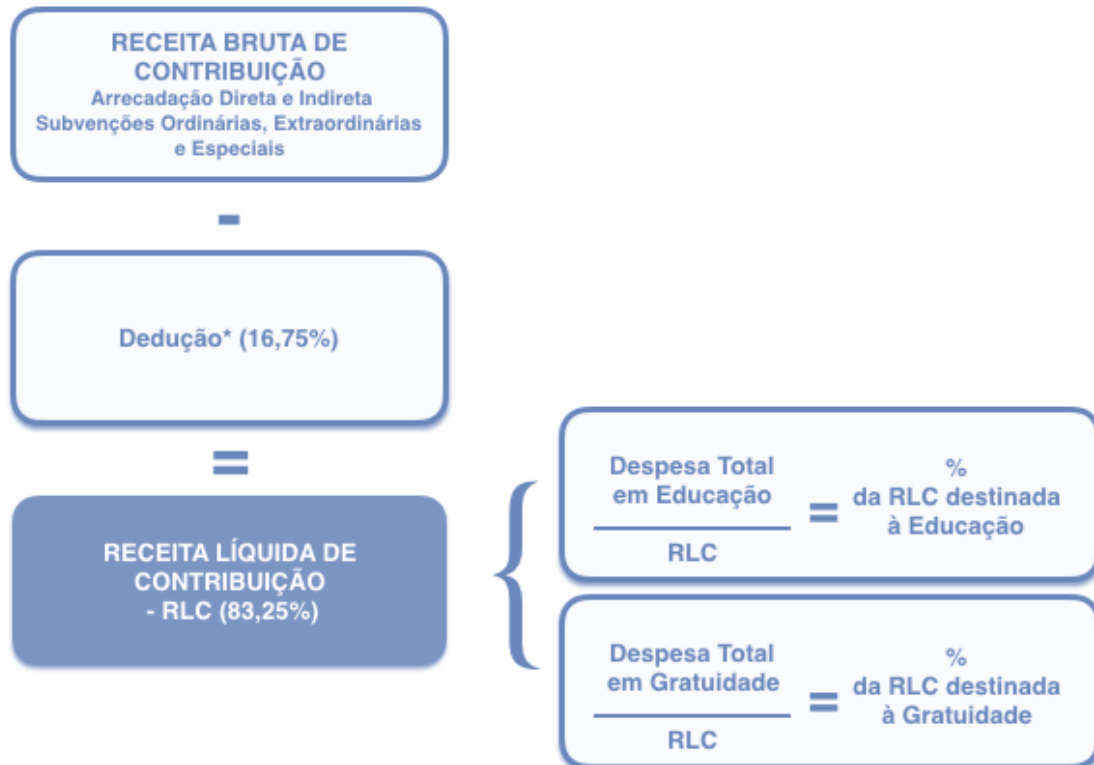 RECEITA BRUTA DE
CONTRIBUIÇÃO
Arrecadação Direta e Indireta
Subvenções Ordinárias, Extraordinárias
e Especiais
-
Dedução* (16,75%)
=
RECEITA LÍQUIDA DE
CONTRIBUIÇÃO
- RLC (83,25%)
{
Despesa Total
em Educação
RLC
=
%
da RLC destinada
à Educação
Despesa Total
em Gratuidade
RLC
=
%
da RLC destinada
à Gratuidade